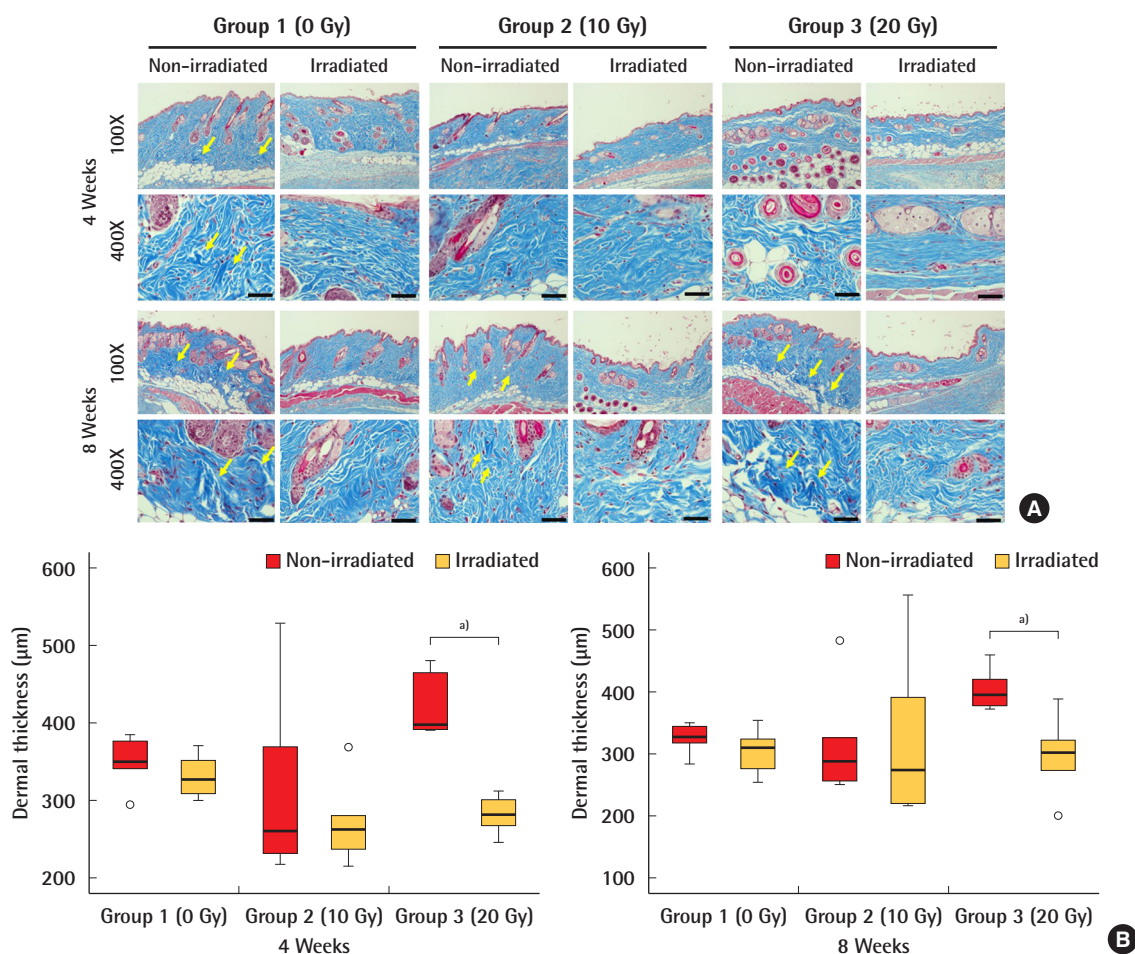 Group 1 (0 Gy) Group 2 (10 Gy) Group 3 (20 Gy)
Non-irradiated Irradiated Non-irradiated Irradiated Non-irradiated Irradiated
4 Weeks
100X
400X
8 Weeks
100X
400X
A
Non-irradiated Irradiated
Dermal thickness (µm)
600
500
400
300
200
a)
Group 1 (0 Gy) Group 2 (10 Gy) Group 3 (20 Gy)
4 Weeks
Non-irradiated Irradiated
Dermal thickness (µm)
600
500
400
300
200
100
a)
Group 1 (0 Gy) Group 2 (10 Gy) Group 3 (20 Gy)
8 Weeks
B